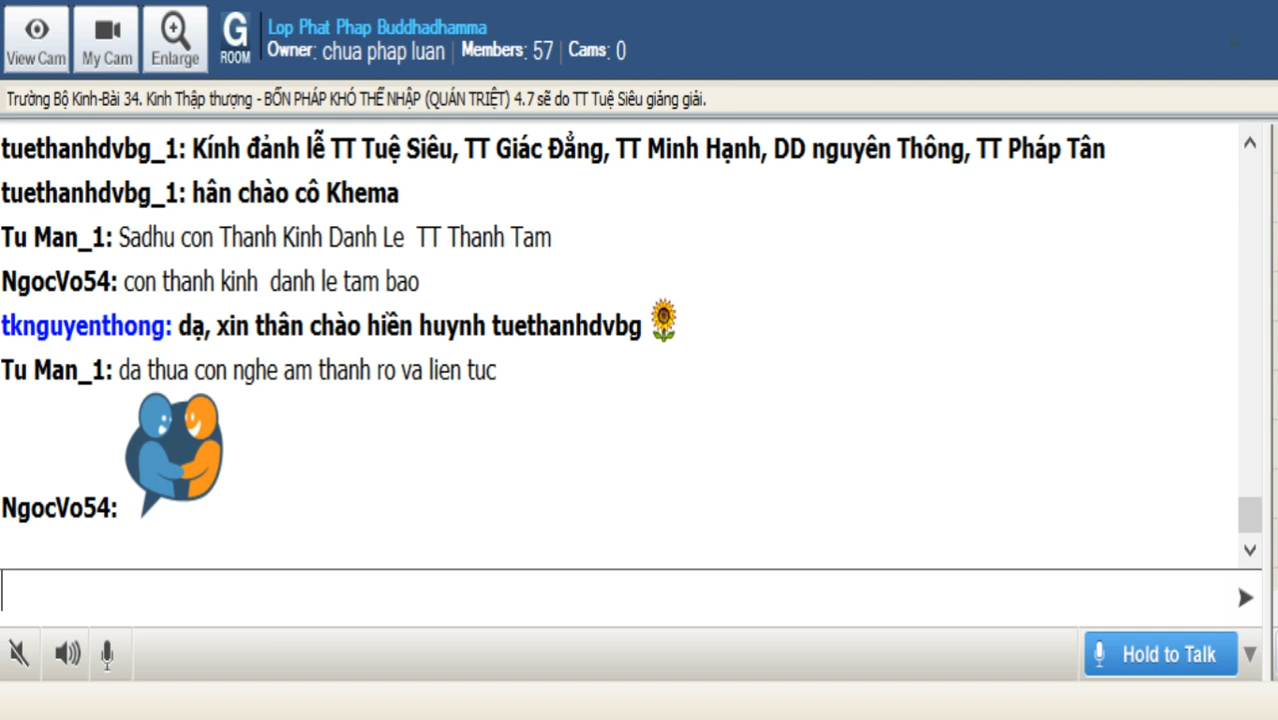 View Cam
My Cam
Enlarge
G
ROOM
Lop Phat Phap Buddhadhamma
Owner: chua phap luan | Members: 57 | Cams: 0
Trường Bộ Kinh-Bài 34. Kinh Thập thượng - BỐN PHÁP KHÓ THỂ NHẬP (QUÁN TRIỆT) 4.7 sẽ do TT Tuệ Siêu giảng giải.
tuethanhdvbg_1: Kính đảnh lễ TT Tuệ Siêu, TT Giác Đẳng, TT Minh Hạnh, DD nguyên Thông, TT Pháp Tân
tuethanhdvbg_1: hân chào cô Khema
Tu Man_1: Sadhu con Thanh Kinh Danh Le TT Thanh Tam
NgocVo54: con thanh kinh danh le tam bao
tknguyenthong: dạ, xin thân chào hiền huynh tuethanhdvbg
Tu Man_1: da thua con nghe am thanh ro va lien tuc
NgocVo54:
Hold to Talk